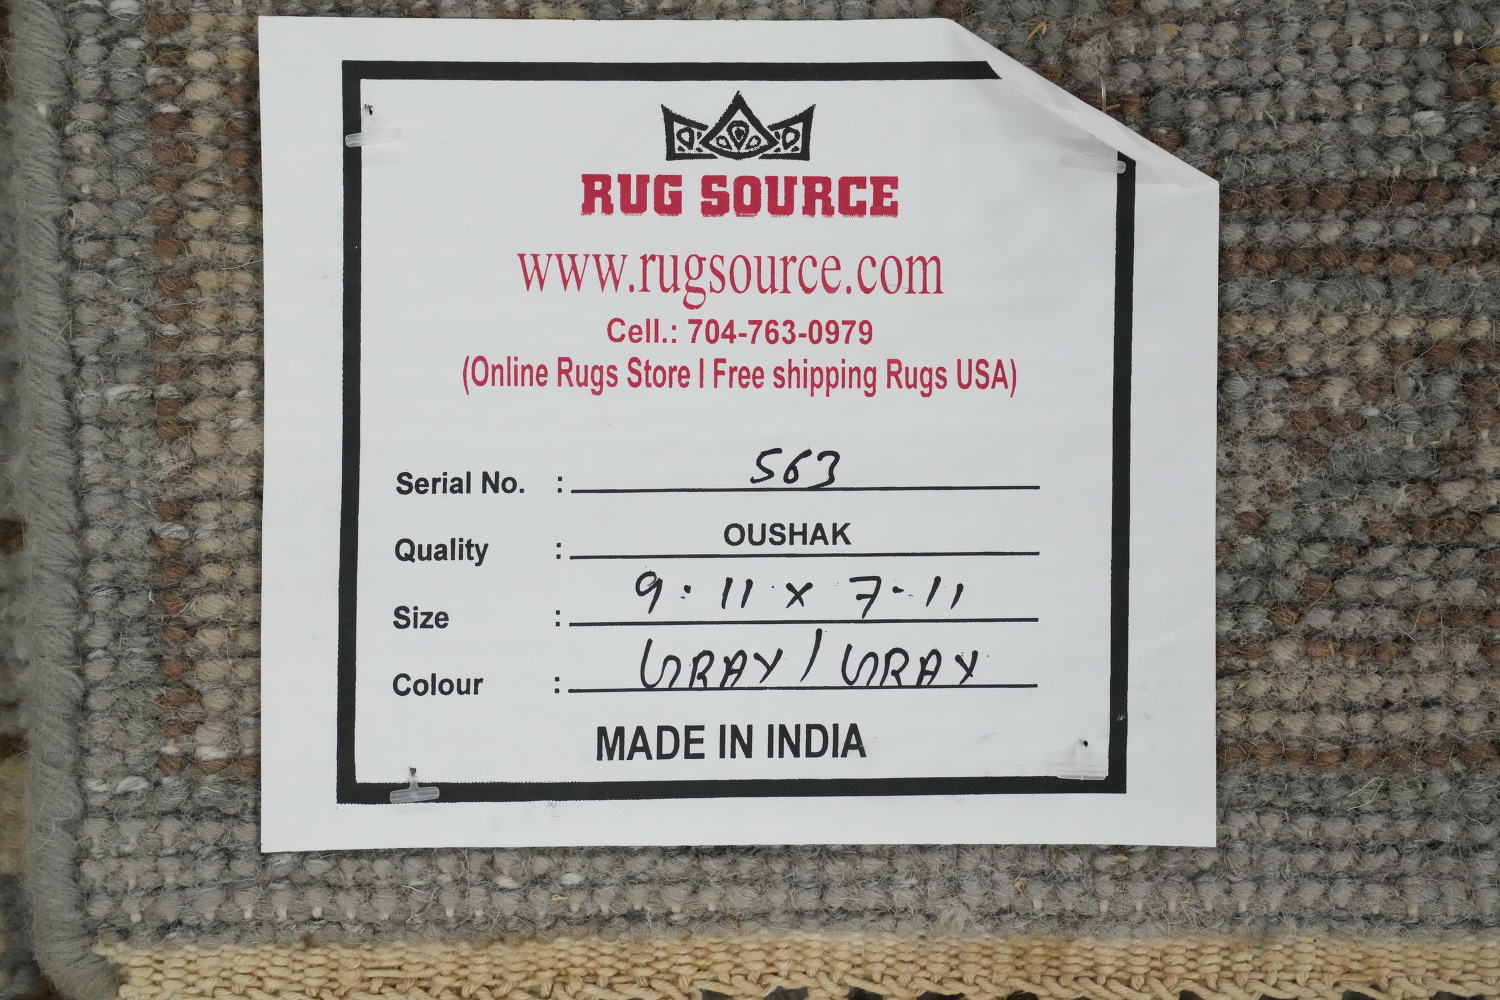 RUG SOURCE
www.rugsource.com
Cell.: 704-763-0979
(Online Rugs Store I Free shipping Rugs USA)
Serial No. : 563
Quality : OUSHAK
Size : 9.11 x 7.11
Colour : GRAY / GRAY
MADE IN INDIA